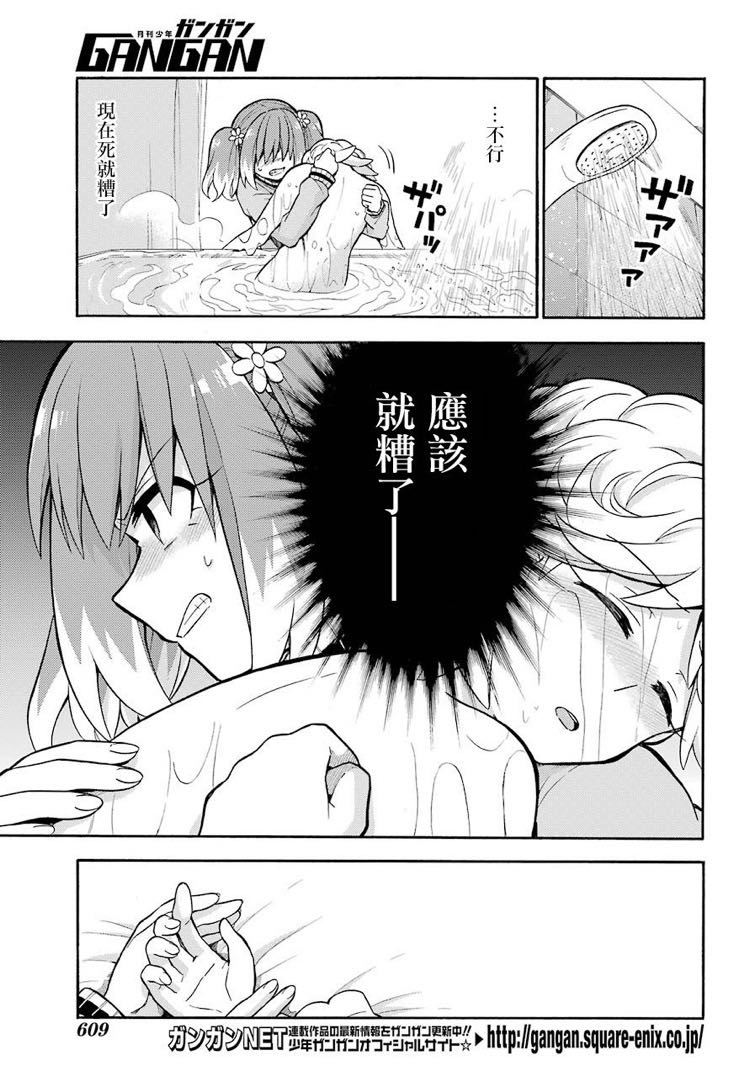 月刊少年
ガンガン
GANGAN
ザアアアァ
…不行
ザパッ
現在死就糟了
應該
就糟了——
609
ガンガンNET
連載作品の最新情報をガンガン更新中!!
少年ガンガンオフィシャルサイト☆
http://gangan.square-enix.co.jp/